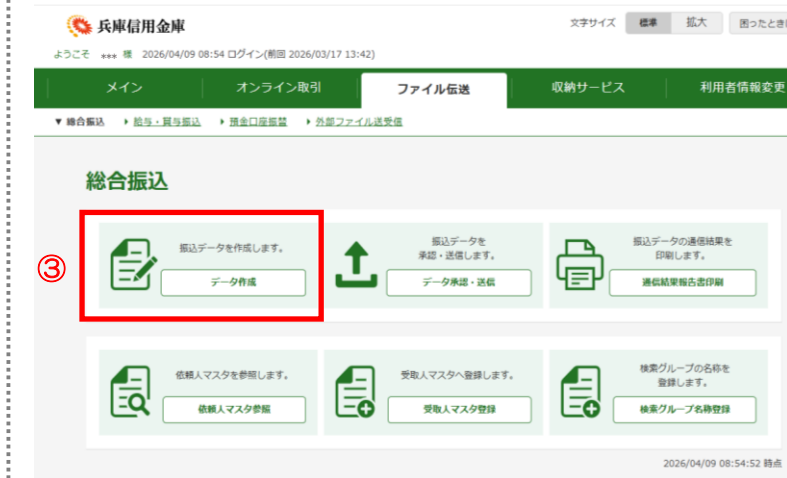 兵庫信用金庫
文字サイズ 標準 拡大 困ったとき
ようこそ *** 様 2026/04/09 08:54 ログイン(前回 2026/03/17 13:42)
メイン オンライン取引 ファイル伝送 収納サービス 利用者情報変更
▼総合振込 給与・賞与振込 預金口座振替 外部ファイル送受信
総合振込
③
振込データを作成します。
データ作成
振込データを
承認・送信します。
データ承認・送信
振込データの通信結果を
印刷します。
通信結果報告書印刷
依頼人マスタを参照します。
依頼人マスタ参照
受取人マスタへ登録します。
受取人マスタ登録
検索グループの名称を
登録します。
検索グループ名称登録
2026/04/09 08:54:52 時点